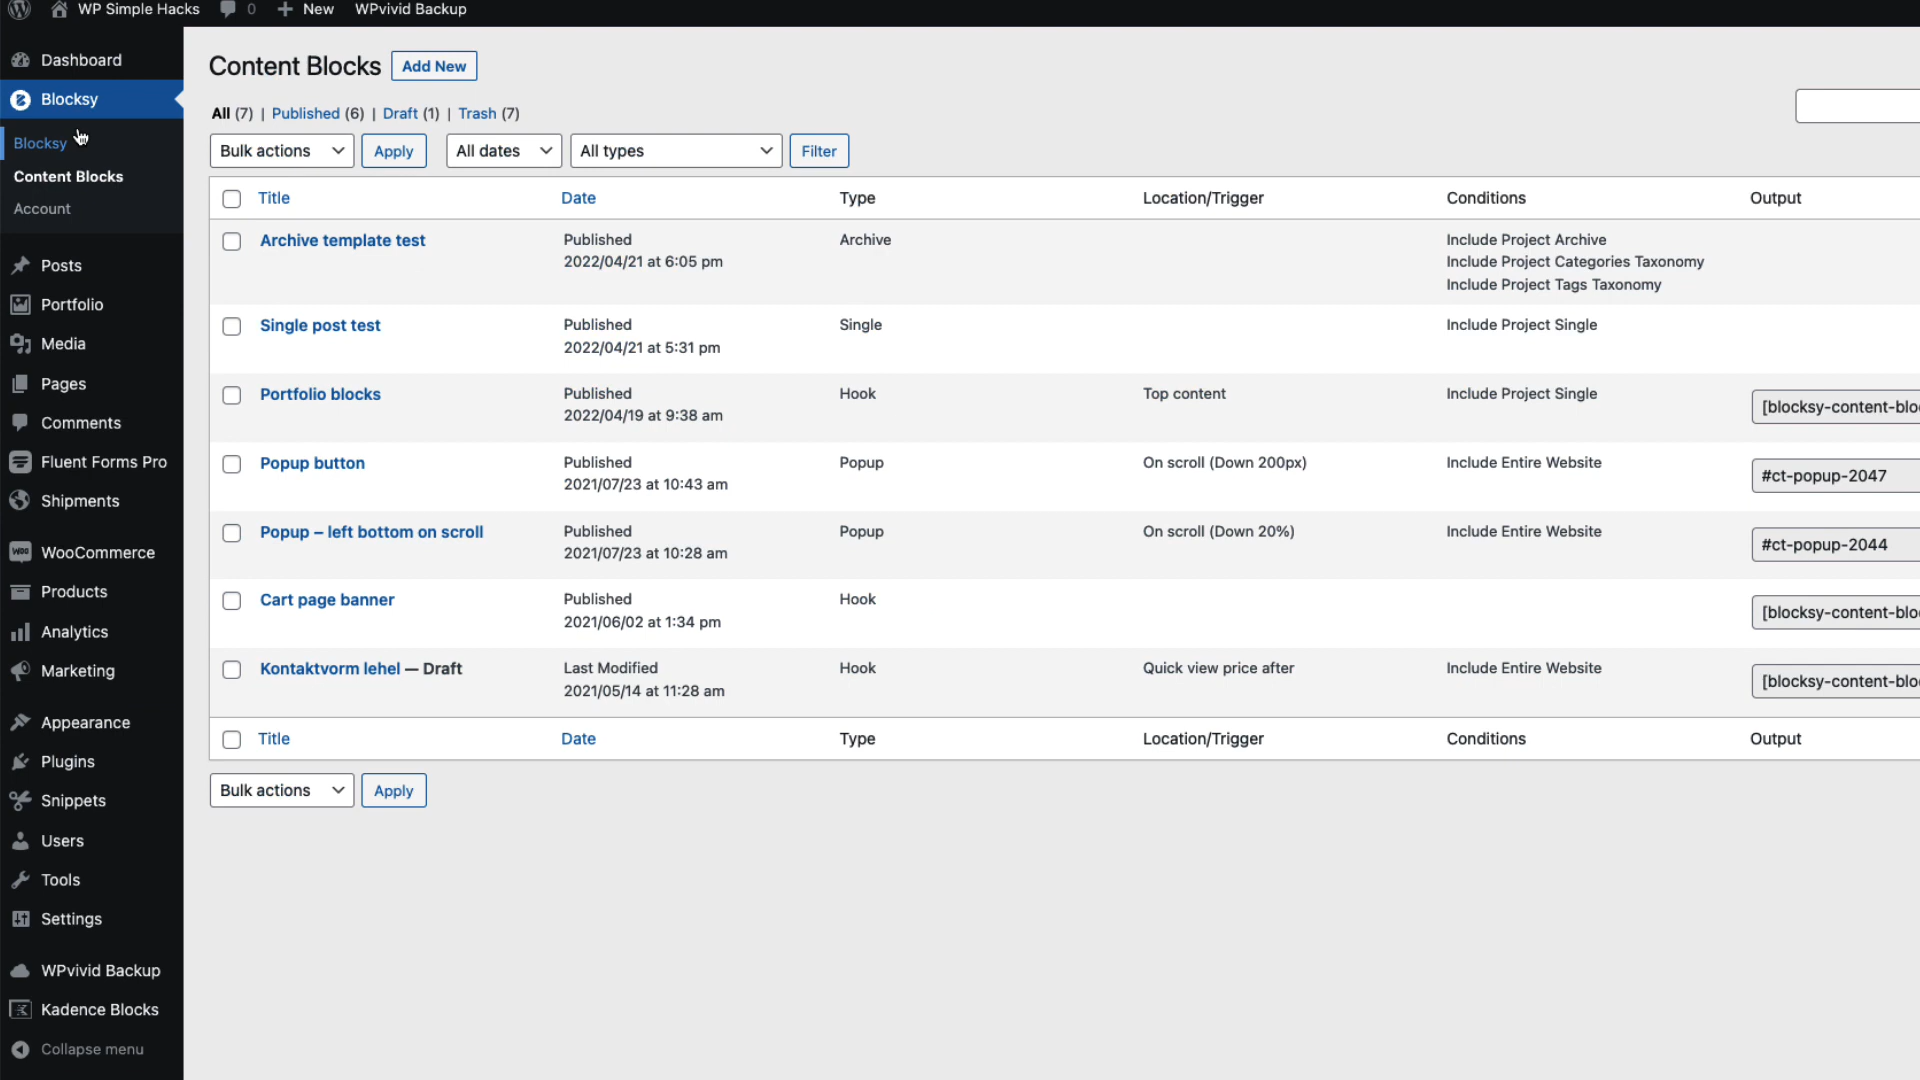 WP Simple Hacks 0 New WPvivid Backup
Dashboard
Blocksy
Blocksy
Content Blocks
Account
Posts
Portfolio
Media
Pages
Comments
Fluent Forms Pro
Shipments
WooCommerce
Products
Analytics
Marketing
Appearance
Plugins
Snippets
Users
Tools
Settings
WPvivid Backup
Kadence Blocks
Collapse menu
Content Blocks Add New
All (7) | Published (6) | Draft (1) | Trash (7)
Bulk actions Apply All dates All types Filter
Title Date Type Location/Trigger Conditions Output
Archive template test Published Archive Include Project Archive
2022/04/21 at 6:05 pm Include Project Categories Taxonomy
Include Project Tags Taxonomy
Single post test Published Single Include Project Single
2022/04/21 at 5:31 pm
Portfolio blocks Published Hook Top content Include Project Single
2022/04/19 at 9:38 am [blocksy-content-blo
Popup button Published Popup On scroll (Down 200px) Include Entire Website
2021/07/23 at 10:43 am #ct-popup-2047
Popup – left bottom on scroll Published Popup On scroll (Down 20%) Include Entire Website
2021/07/23 at 10:28 am #ct-popup-2044
Cart page banner Published Hook
2021/06/02 at 1:34 pm [blocksy-content-blo
Kontaktvorm lehel — Draft Last Modified Hook Quick view price after Include Entire Website
2021/05/14 at 11:28 am [blocksy-content-blo
Title Date Type Location/Trigger Conditions Output
Bulk actions Apply